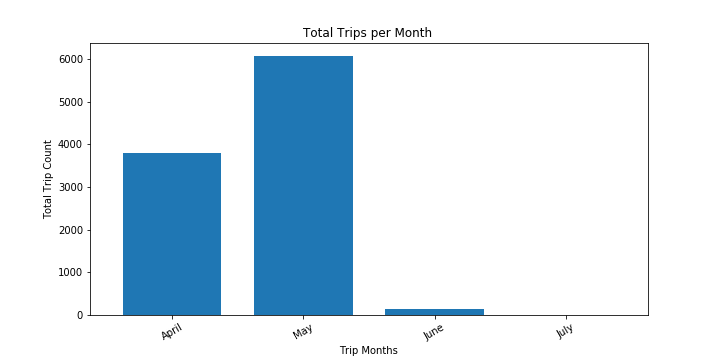 Total Trips per Month
6000
5000
4000
3000
2000
1000
0
Total Trip Count
April
May
June
July
Trip Months